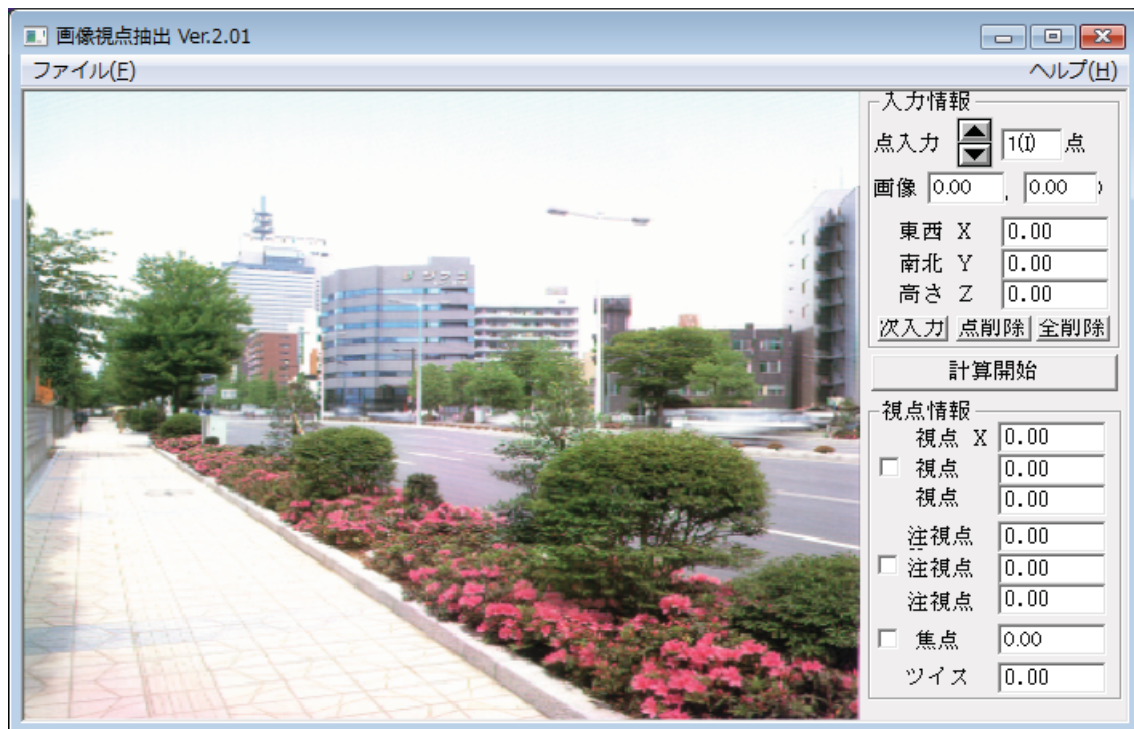 画像視点抽出 Ver.2.01
ファイル(F) ヘルプ(H)
入力情報
点入力 1(I) 点
画像 0.00 , 0.00 )
東西 X 0.00
南北 Y 0.00
高さ Z 0.00
次入力 点削除 全削除
計算開始
視点情報
視点 X 0.00
視点 0.00
視点 0.00
注視点 0.00
注視点 0.00
注視点 0.00
焦点 0.00
ツイス 0.00